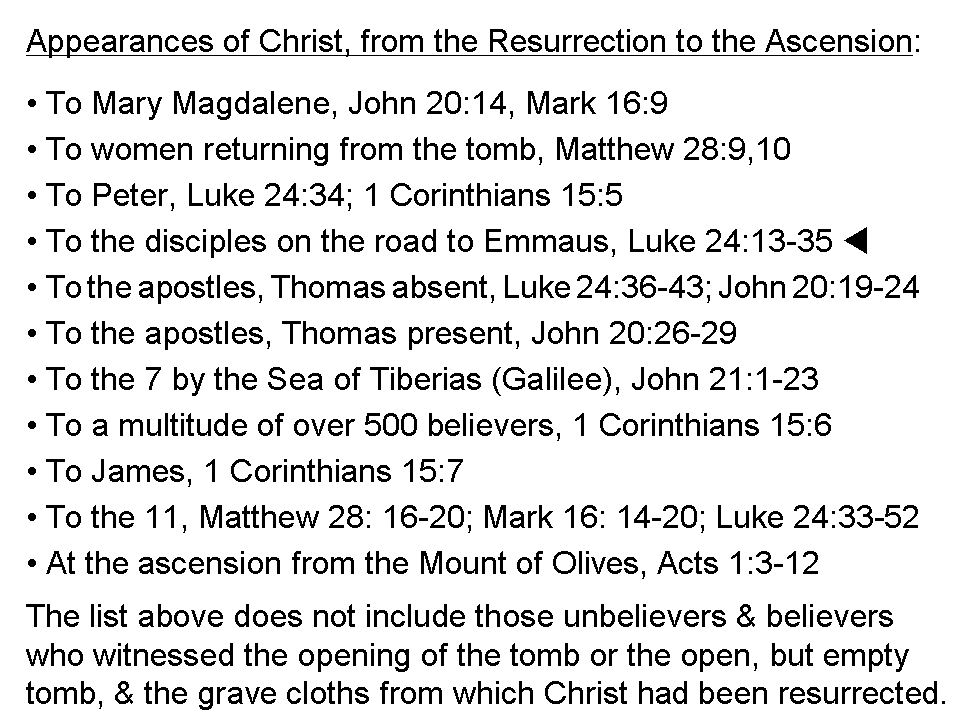 Appearances of Christ, from the Resurrection to the Ascension:
• To Mary Magdalene, John 20:14, Mark 16:9
• To women returning from the tomb, Matthew 28:9,10
• To Peter, Luke 24:34; 1 Corinthians 15:5
• To the disciples on the road to Emmaus, Luke 24:13-35 ◀
• To the apostles, Thomas absent, Luke 24:36-43; John 20:19-24
• To the apostles, Thomas present, John 20:26-29
• To the 7 by the Sea of Tiberias (Galilee), John 21:1-23
• To a multitude of over 500 believers, 1 Corinthians 15:6
• To James, 1 Corinthians 15:7
• To the 11, Matthew 28: 16-20; Mark 16: 14-20; Luke 24:33-52
• At the ascension from the Mount of Olives, Acts 1:3-12
The list above does not include those unbelievers & believers
who witnessed the opening of the tomb or the open, but empty
tomb, & the grave cloths from which Christ had been resurrected.